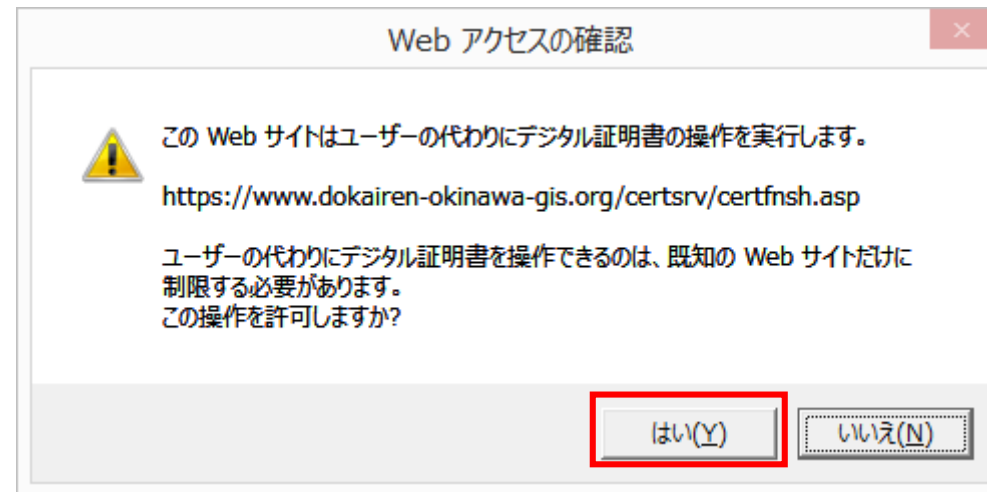 Web アクセスの確認
この Web サイトはユーザーの代わりにデジタル証明書の操作を実行します。
https://www.dokairen-okinawa-gis.org/certsrv/certfnsh.asp
ユーザーの代わりにデジタル証明書を操作できるのは、既知の Web サイトだけに
制限する必要があります。
この操作を許可しますか?
はい(Y)
いいえ(N)